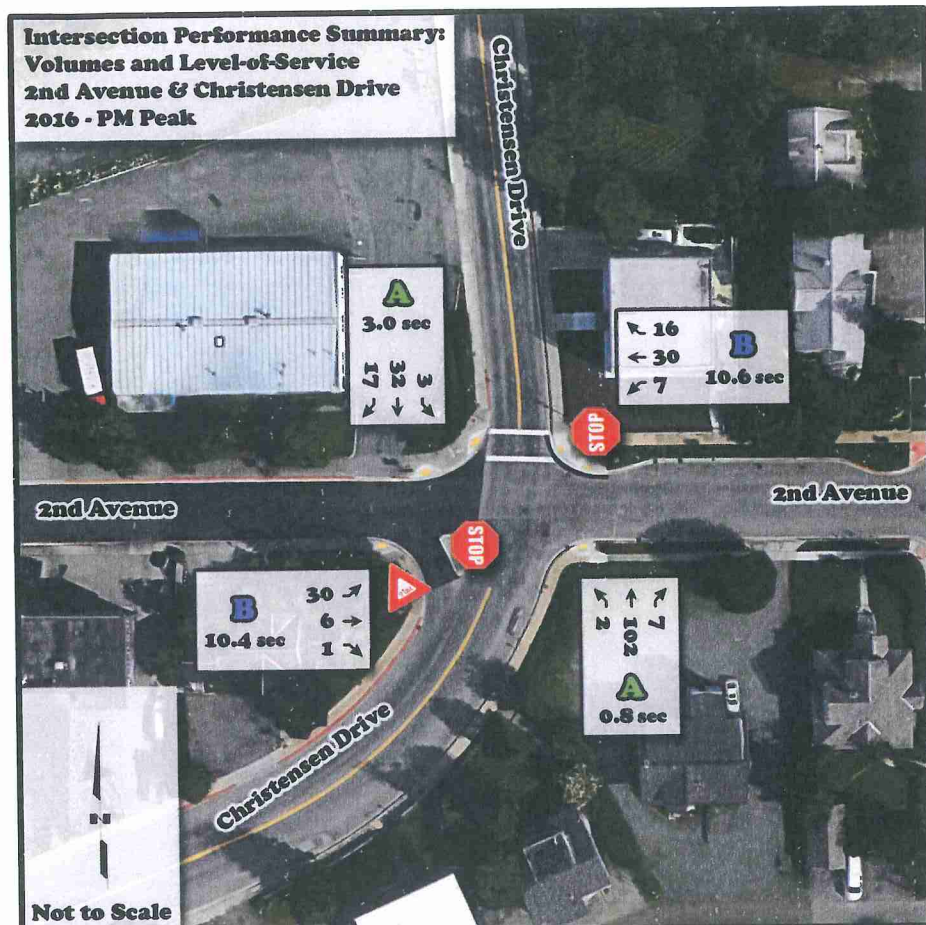 Intersection Performance Summary:
Volumes and Level-of-Service
2nd Avenue & Christensen Drive
2016 - PM Peak
Christensen Drive
A
3.0 sec
17
32
3
16
30
7
B
10.6 sec
STOP
2nd Avenue
2nd Avenue
STOP
B
10.4 sec
30
6
1
2
102
7
A
0.8 sec
Christensen Drive
N
Not to Scale